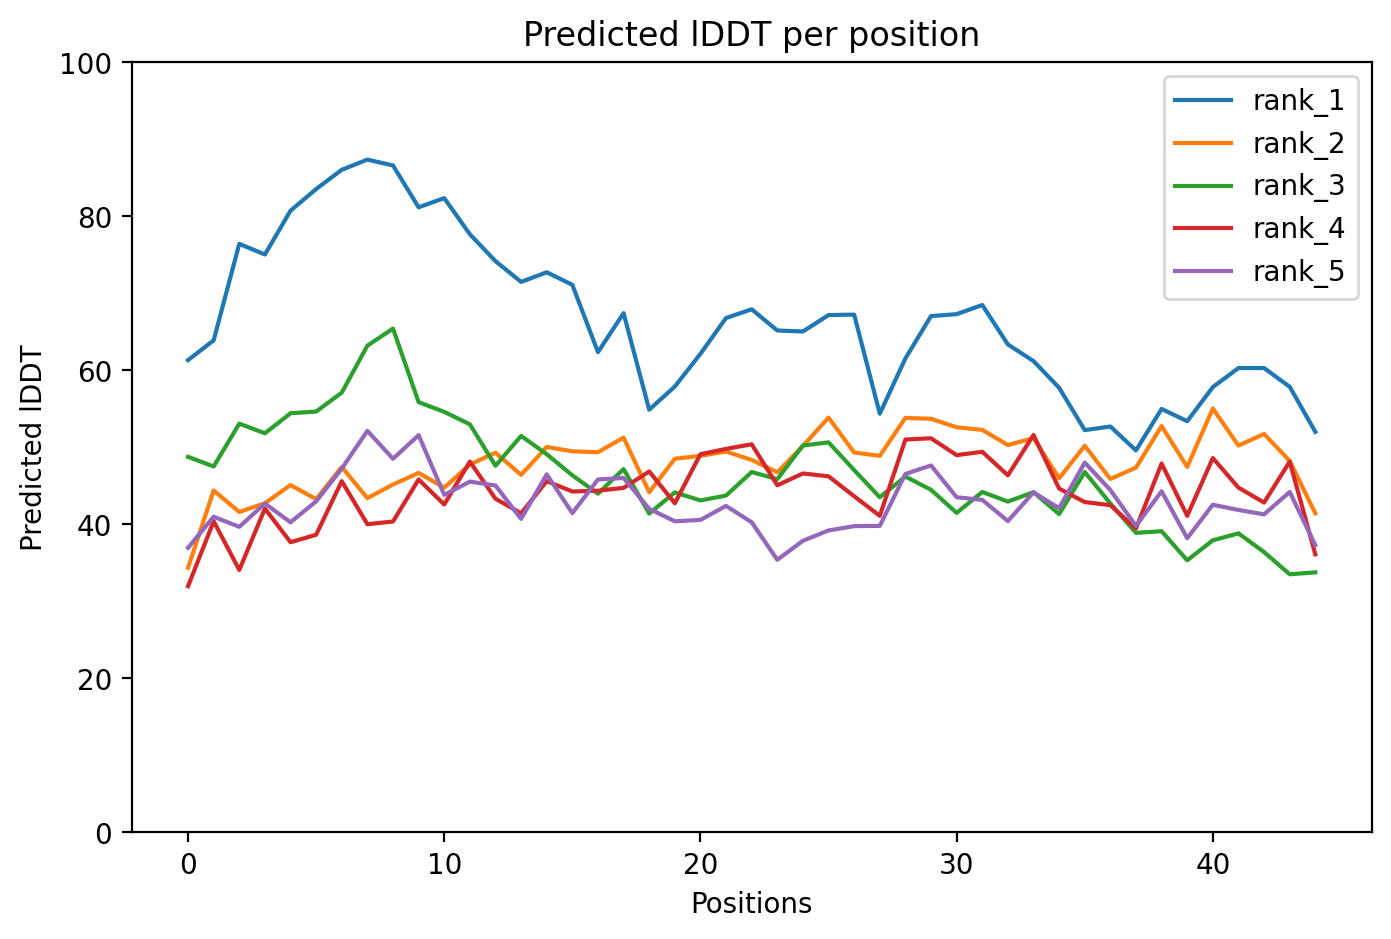 Predicted lDDT per position
100
80
60
40
20
0
Predicted lDDT
rank_1
rank_2
rank_3
rank_4
rank_5
0 10 20 30 40
Positions